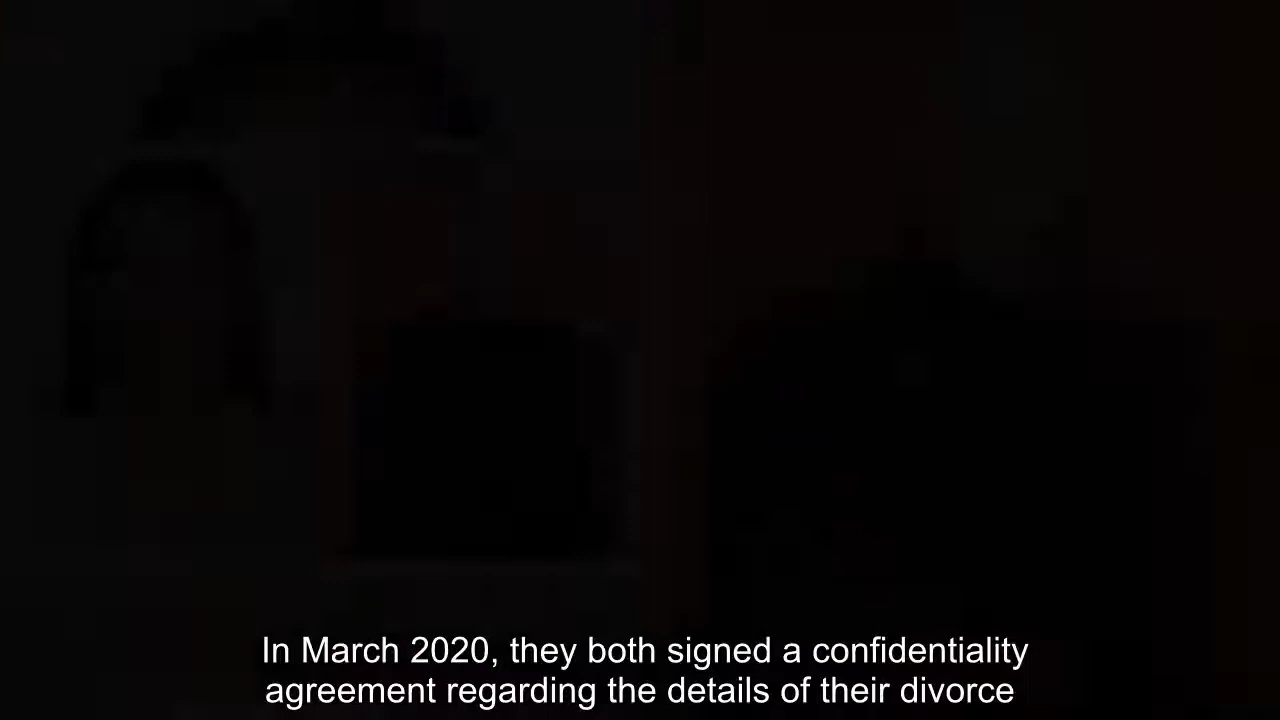 In March 2020, they both signed a confidentiality
agreement regarding the details of their divorce